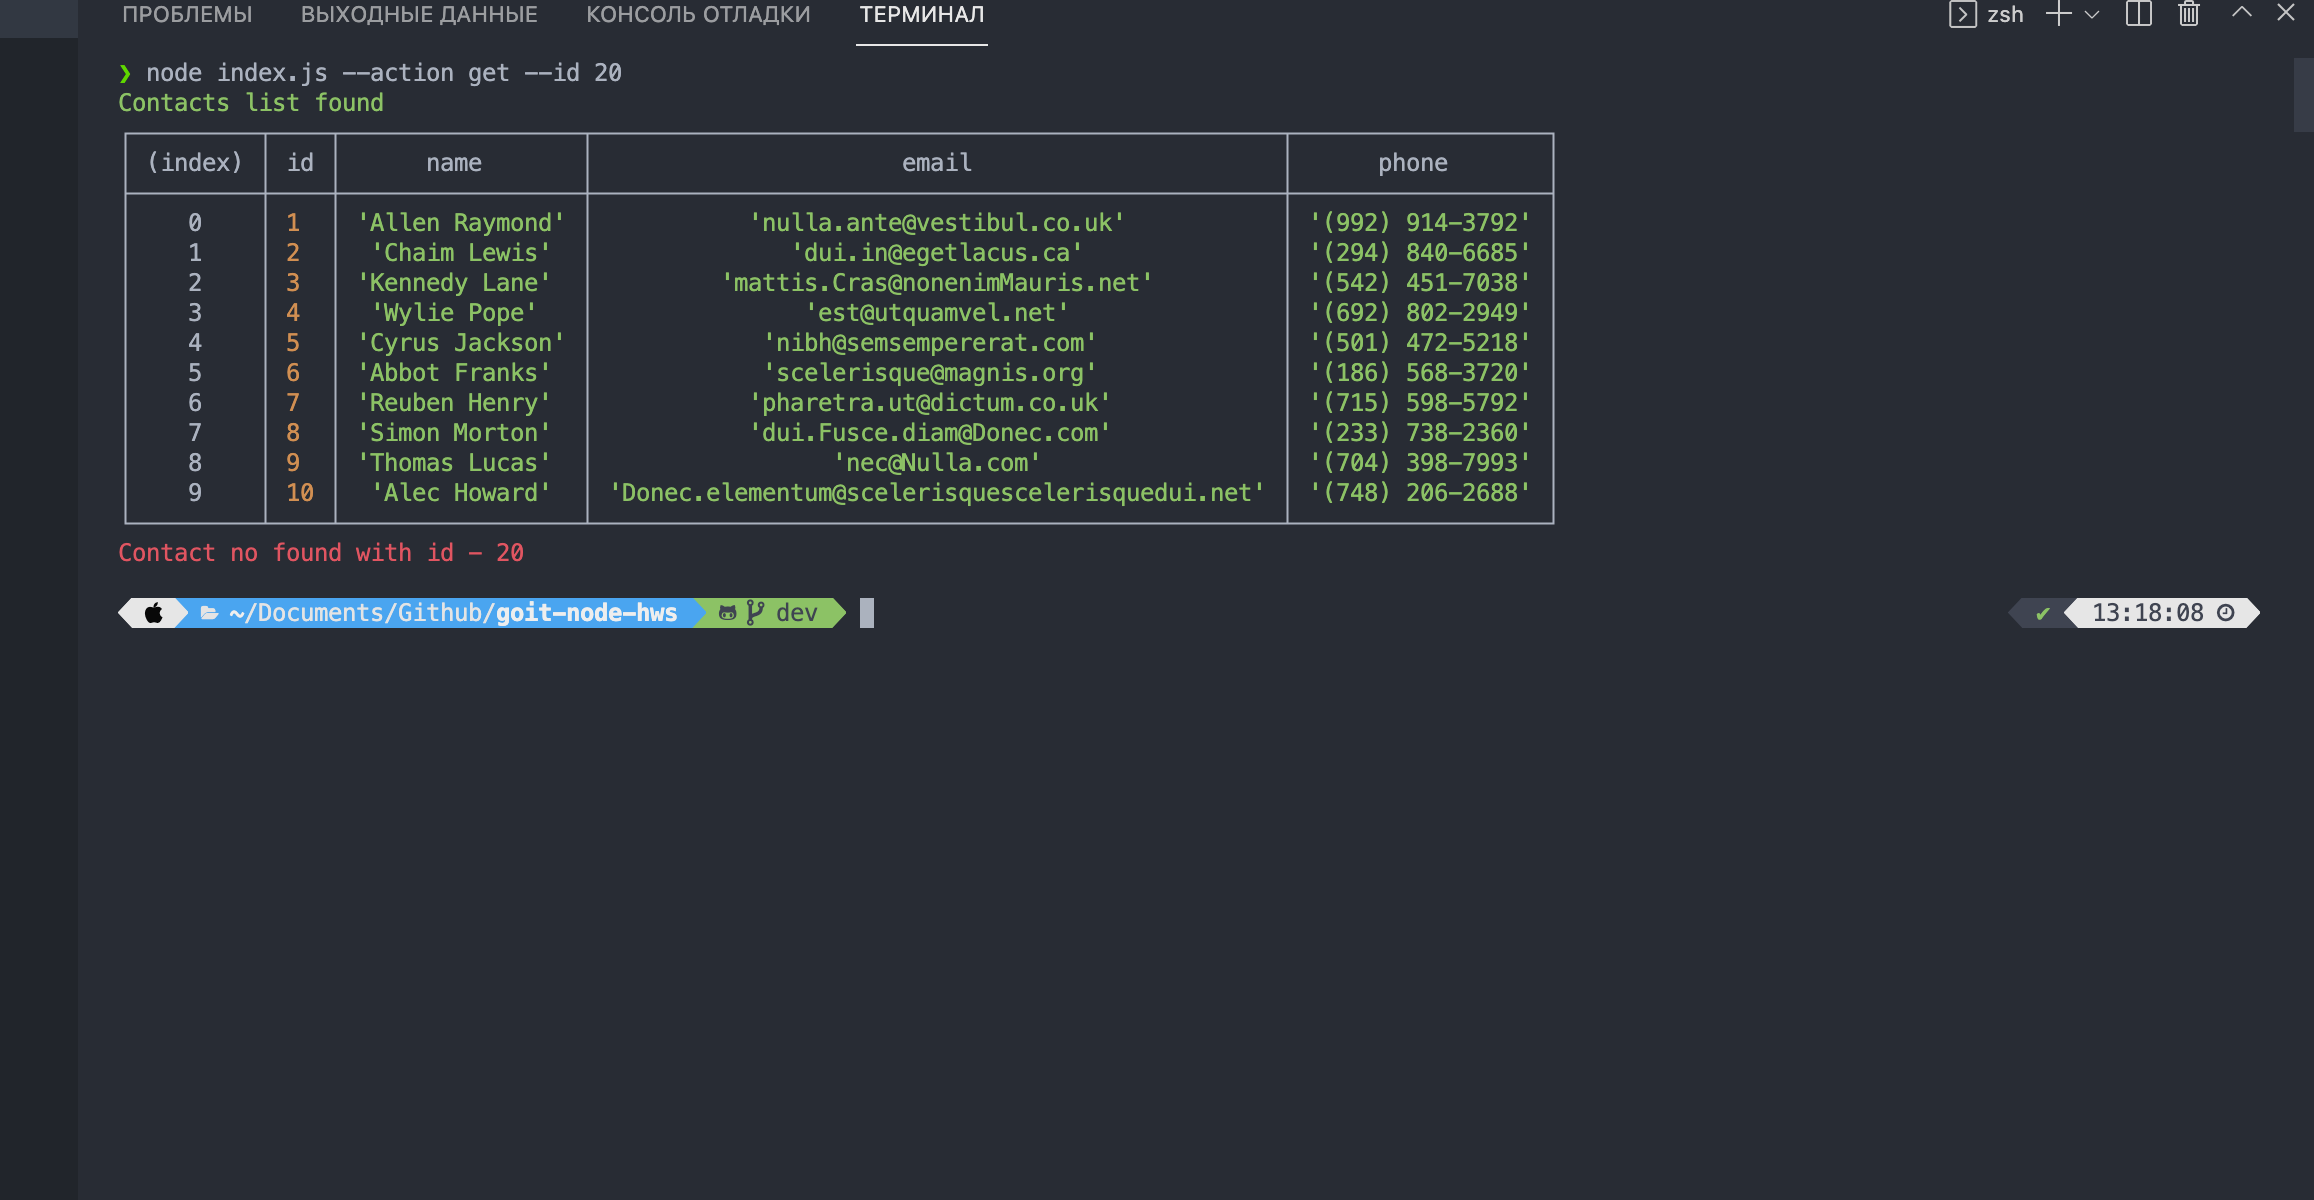 ПРОБЛЕМЫ ВЫХОДНЫЕ ДАННЫЕ КОНСОЛЬ ОТЛАДКИ ТЕРМИНАЛ zsh
❯ node index.js --action get --id 20
Contacts list found
(index) id name email phone
0 1 'Allen Raymond' 'nulla.ante@vestibul.co.uk' '(992) 914-3792'
1 2 'Chaim Lewis' 'dui.in@egetlacus.ca' '(294) 840-6685'
2 3 'Kennedy Lane' 'mattis.Cras@nonenimMauris.net' '(542) 451-7038'
3 4 'Wylie Pope' 'est@utquamvel.net' '(692) 802-2949'
4 5 'Cyrus Jackson' 'nibh@semsempererat.com' '(501) 472-5218'
5 6 'Abbot Franks' 'scelerisque@magnis.org' '(186) 568-3720'
6 7 'Reuben Henry' 'pharetra.ut@dictum.co.uk' '(715) 598-5792'
7 8 'Simon Morton' 'dui.Fusce.diam@Donec.com' '(233) 738-2360'
8 9 'Thomas Lucas' 'nec@Nulla.com' '(704) 398-7993'
9 10 'Alec Howard' 'Donec.elementum@scelerisquescelerisquedui.net' '(748) 206-2688'
Contact no found with id - 20
~/Documents/Github/goit-node-hws dev ✔ 13:18:08